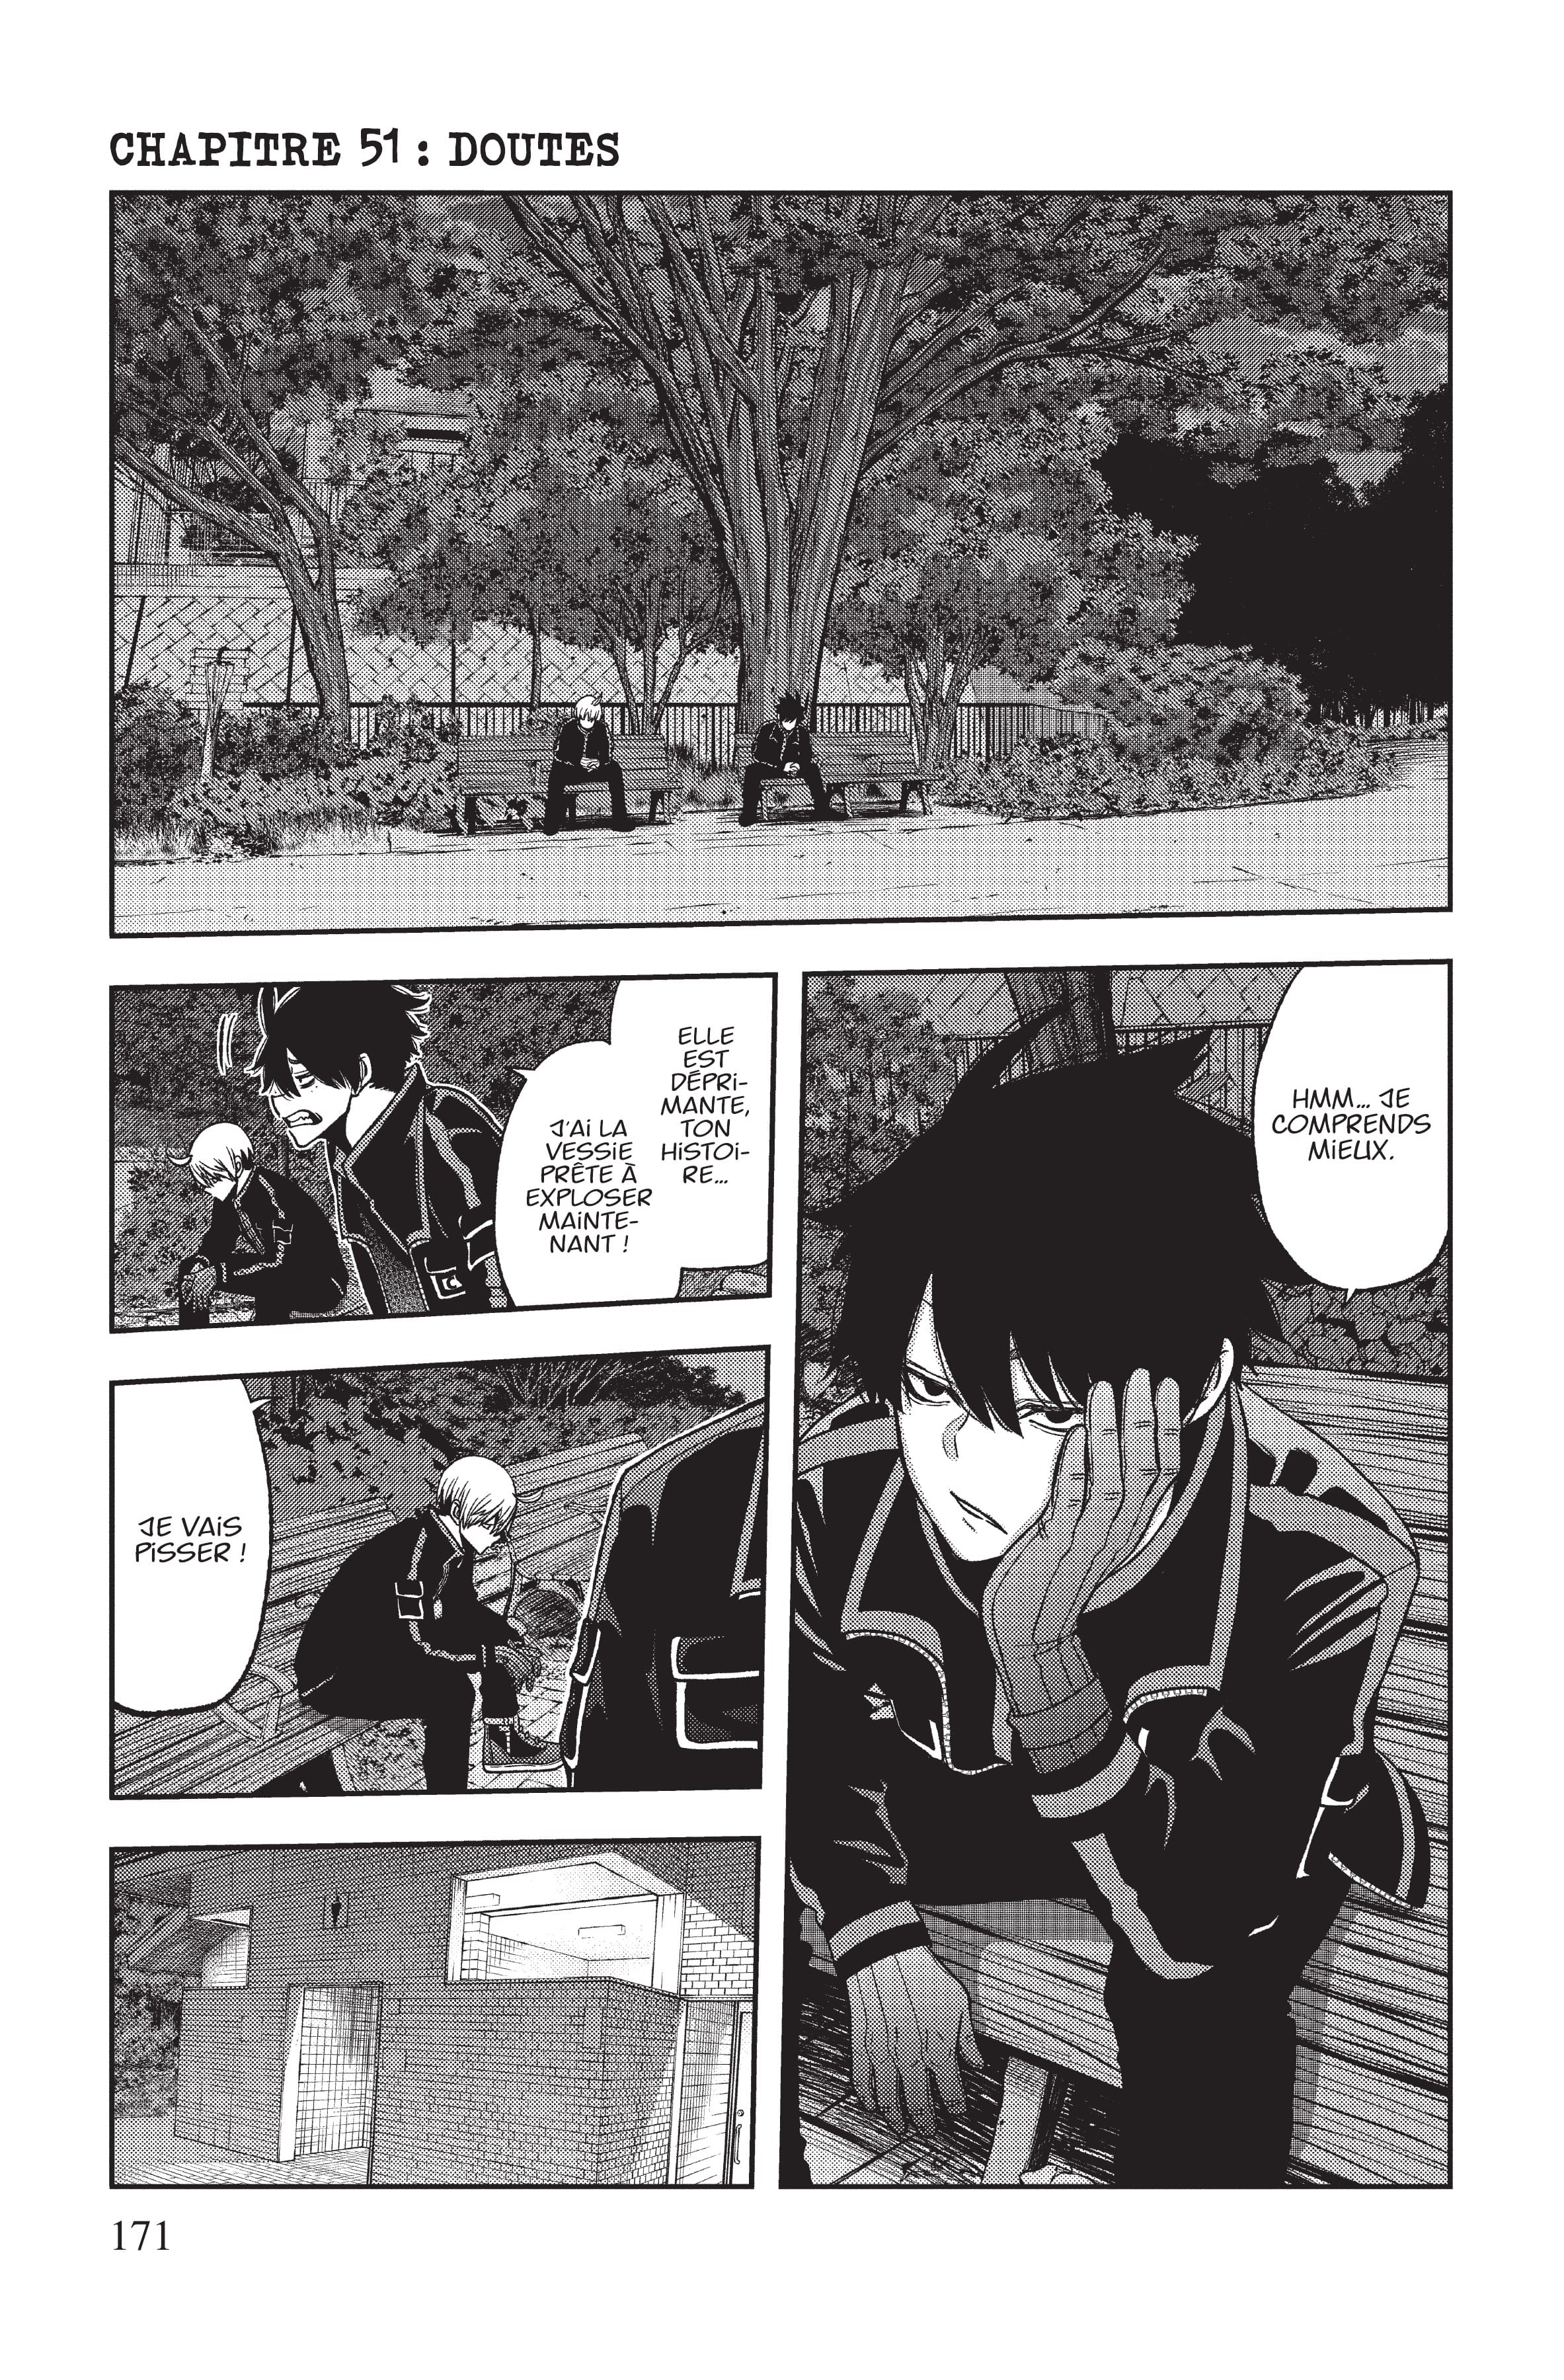 CHAPITRE 51 : DOUTES
HMM... JE
COMPRENDS
MIEUX.
ELLE
EST
DÉPRI-
MANTE,
TON
HISTOI-
RE...
J'AI LA
VESSIE
PRÊTE À
EXPLOSER
MAINTE-
NANT !
JE VAIS
PISSER !
171